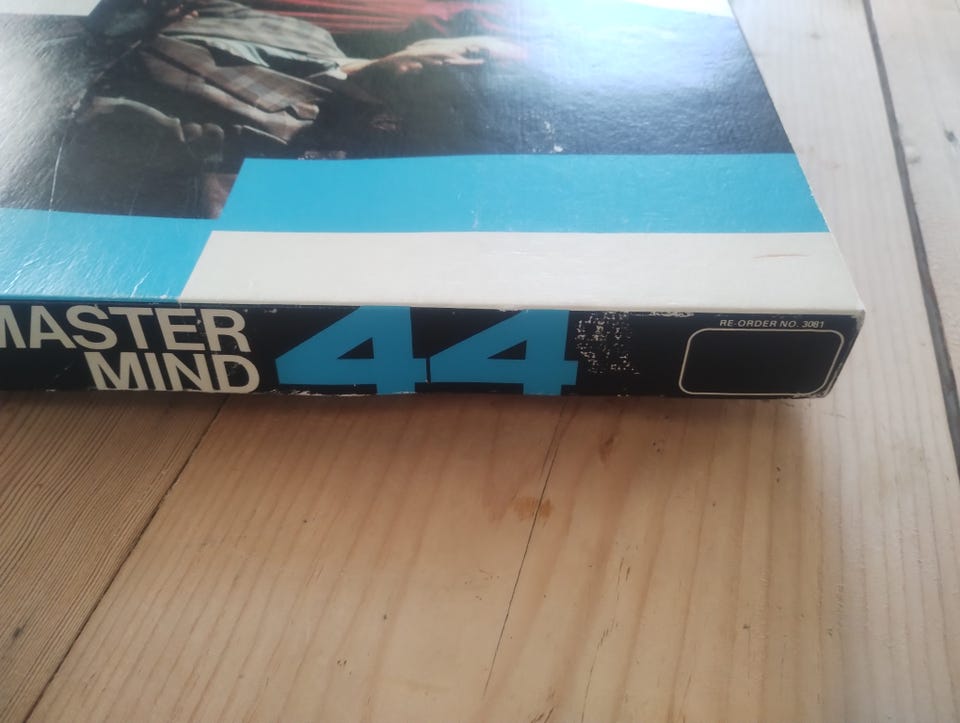 MASTER
MIND
44
RE-ORDER NO. 3081